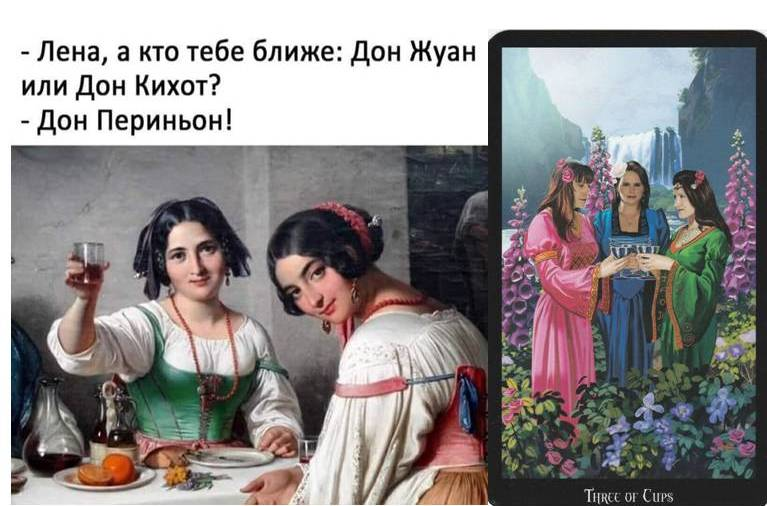 - Лена, а кто тебе ближе: Дон Жуан
или Дон Кихот?
- Дон Периньон!
Three of Cups